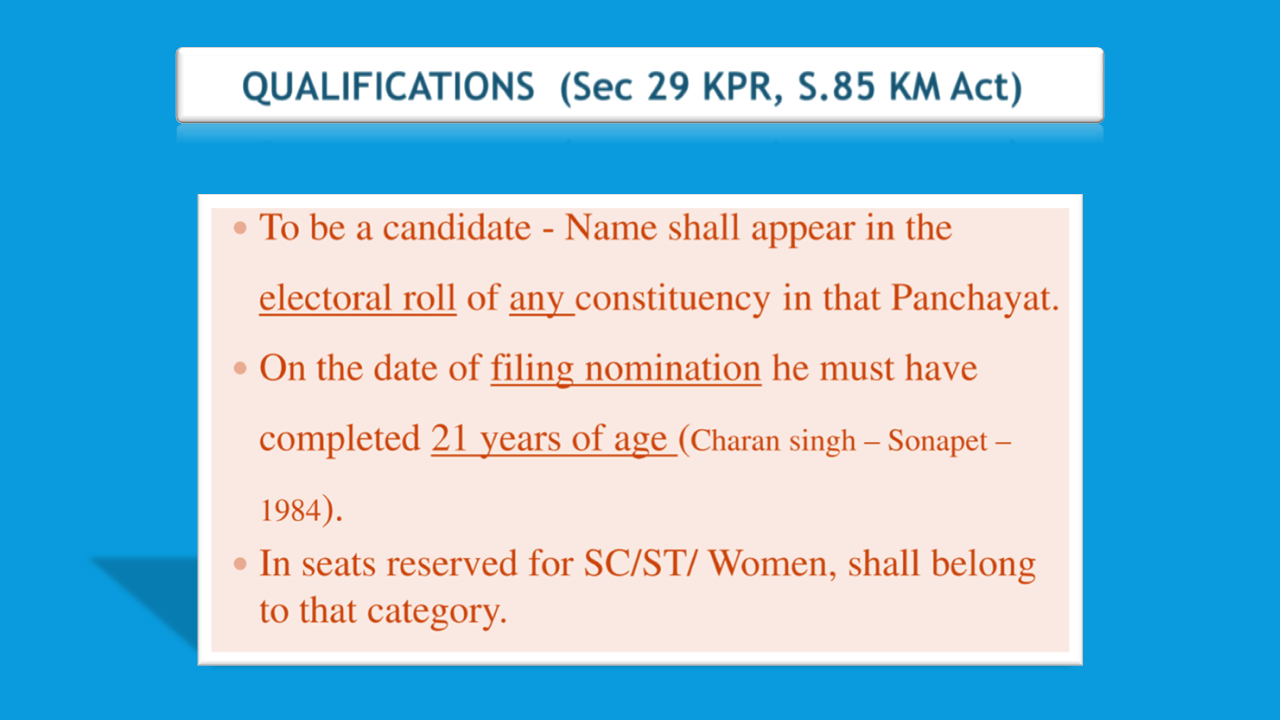 QUALIFICATIONS (Sec 29 KPR, S.85 KM Act)
• To be a candidate - Name shall appear in the
electoral roll of any constituency in that Panchayat.
• On the date of filing nomination he must have
completed 21 years of age (Charan singh – Sonapet –
1984).
• In seats reserved for SC/ST/ Women, shall belong
to that category.